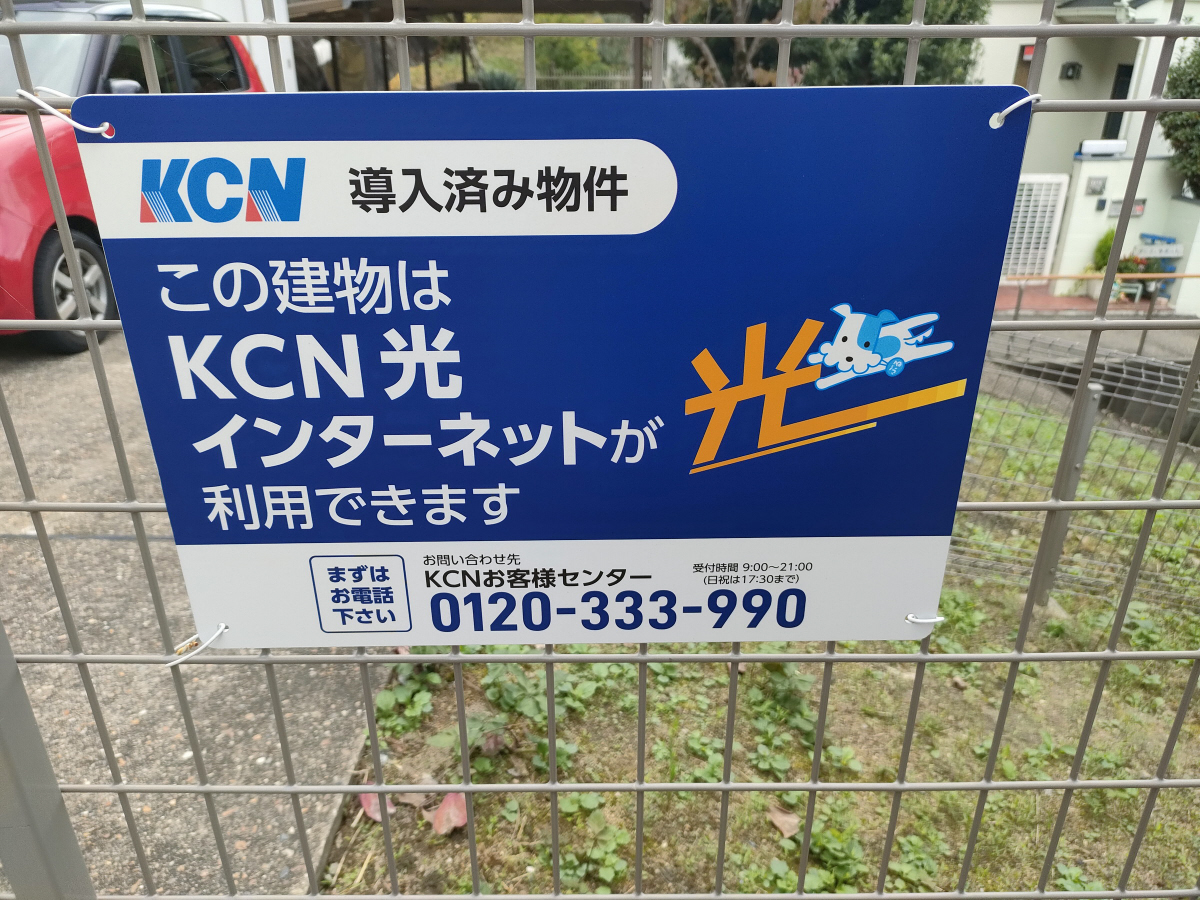 KCN 導入済み物件
この建物は
KCN 光
インターネットが
利用できます
光
まずは
お電話
下さい
お問い合わせ先
KCNお客様センター
受付時間 9:00～21:00
(日祝は17:30まで)
0120-333-990